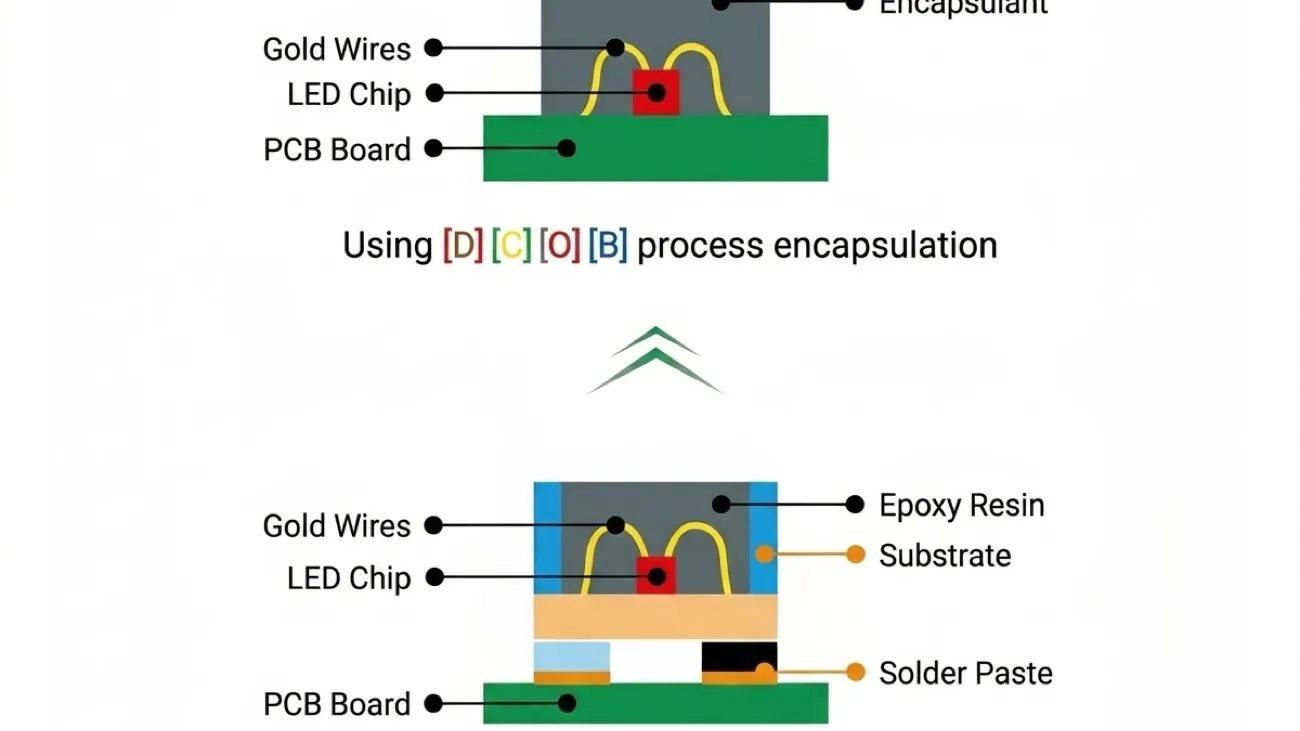 Encapsulant
Gold Wires
LED Chip
PCB Board
Using [D] [C] [O] [B] process encapsulation
Gold Wires
Epoxy Resin
Substrate
LED Chip
Solder Paste
PCB Board